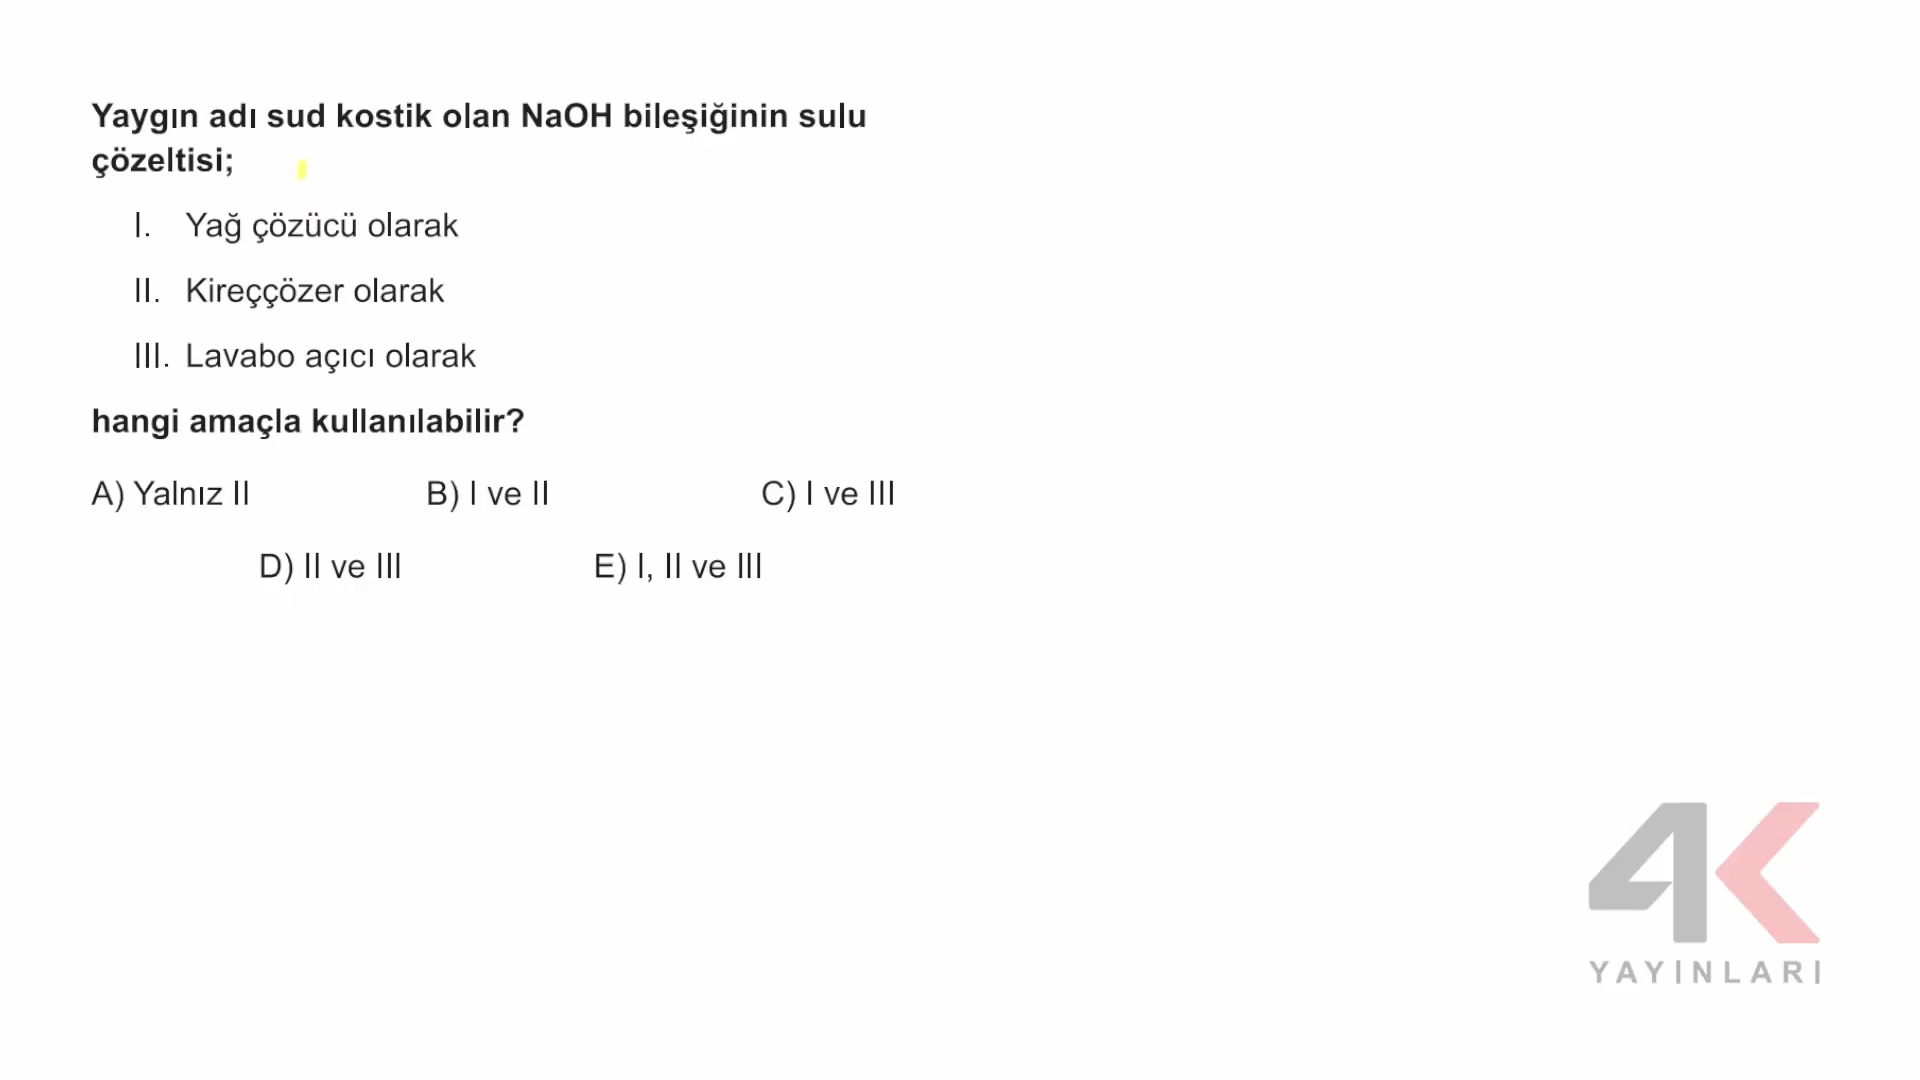 Yaygın adı sud kostik olan NaOH bileşiğinin sulu
çözeltisi;
I. Yağ çözücü olarak
II. Kireççözer olarak
III. Lavabo açıcı olarak
hangi amaçla kullanılabilir?
A) Yalnız II B) I ve II C) I ve III
D) II ve III E) I, II ve III
4K
YAYINLARI